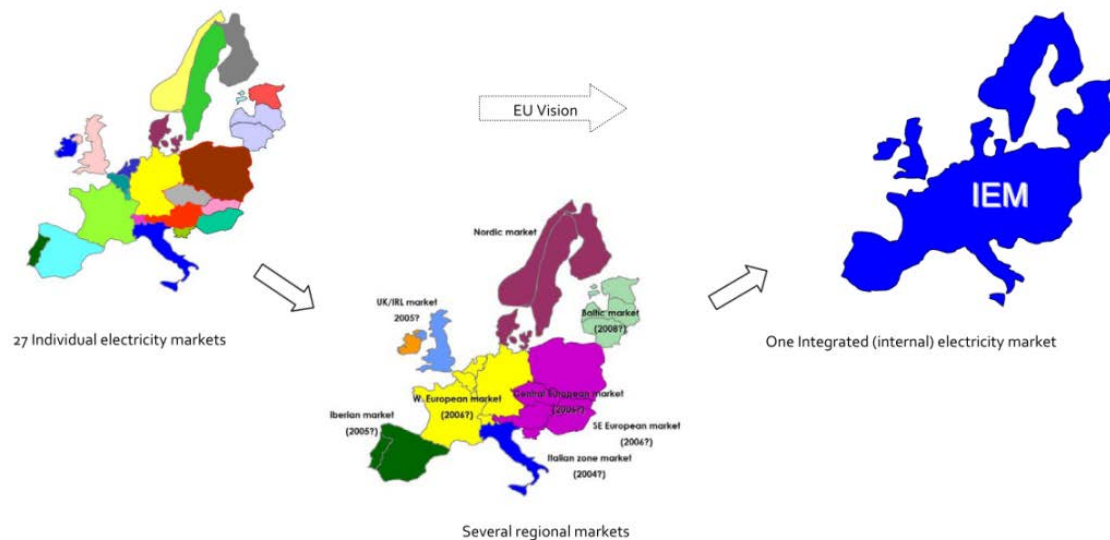 EU Vision
IEM
Nordic market
UK/IRL market
2005?
Baltic market
(2008?)
27 Individual electricity markets
One Integrated (internal) electricity market
W. European market
(2006?)
Central European market
Iberian market
(2005?)
SE European market
(2006?)
Italian zone market
(2004?)
Several regional markets